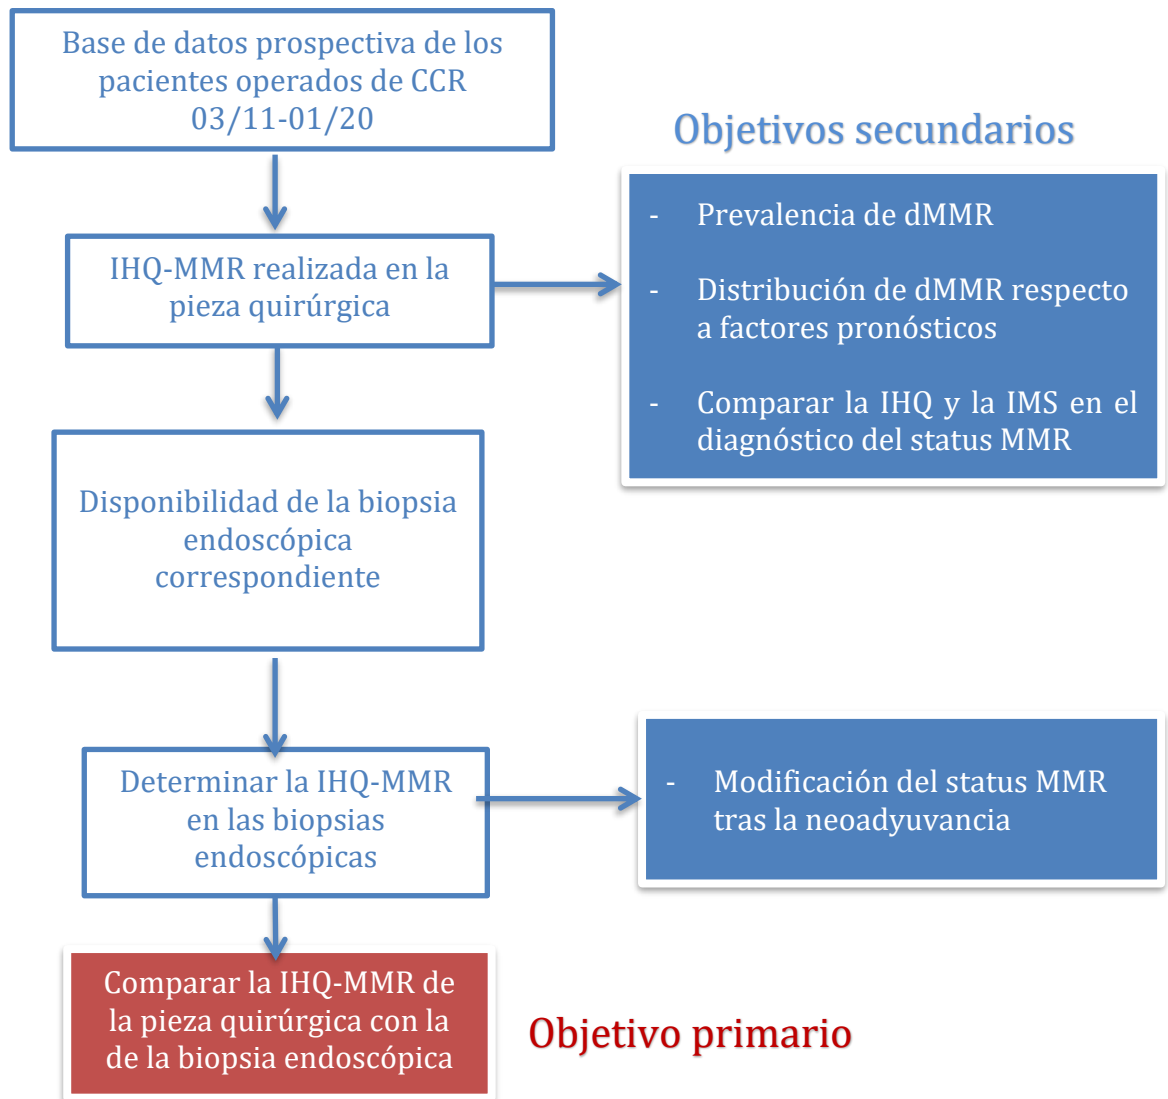 Base de datos prospectiva de los
pacientes operados de CCR
03/11-01/20
Objetivos secundarios
- Prevalencia de dMMR
- Distribución de dMMR respecto
a factores pronósticos
- Comparar la IHQ y la IMS en el
diagnóstico del status MMR
IHQ-MMR realizada en la
pieza quirúrgica
Disponibilidad de la biopsia
endoscópica
correspondiente
Determinar la IHQ-MMR
en las biopsias
endoscópicas
- Modificación del status MMR
tras la neoadyuvancia
Comparar la IHQ-MMR de
la pieza quirúrgica con la
de la biopsia endoscópica
Objetivo primario